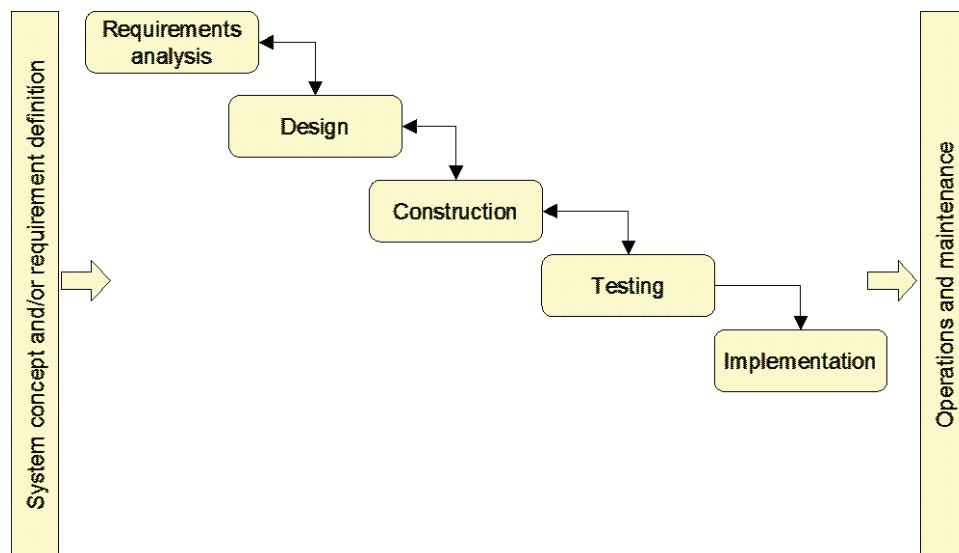 System concept and/or requirement definition
Requirements
analysis
Design
Construction
Testing
Implementation
Operations and maintenance